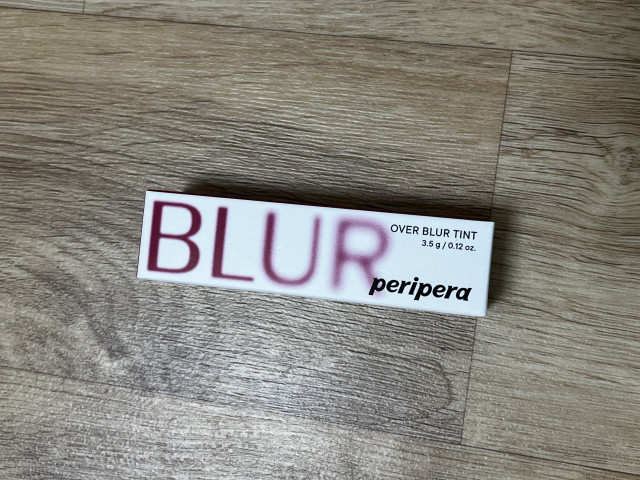 BLUR
OVER BLUR TINT
3.5 g / 0.12 oz.
peripera